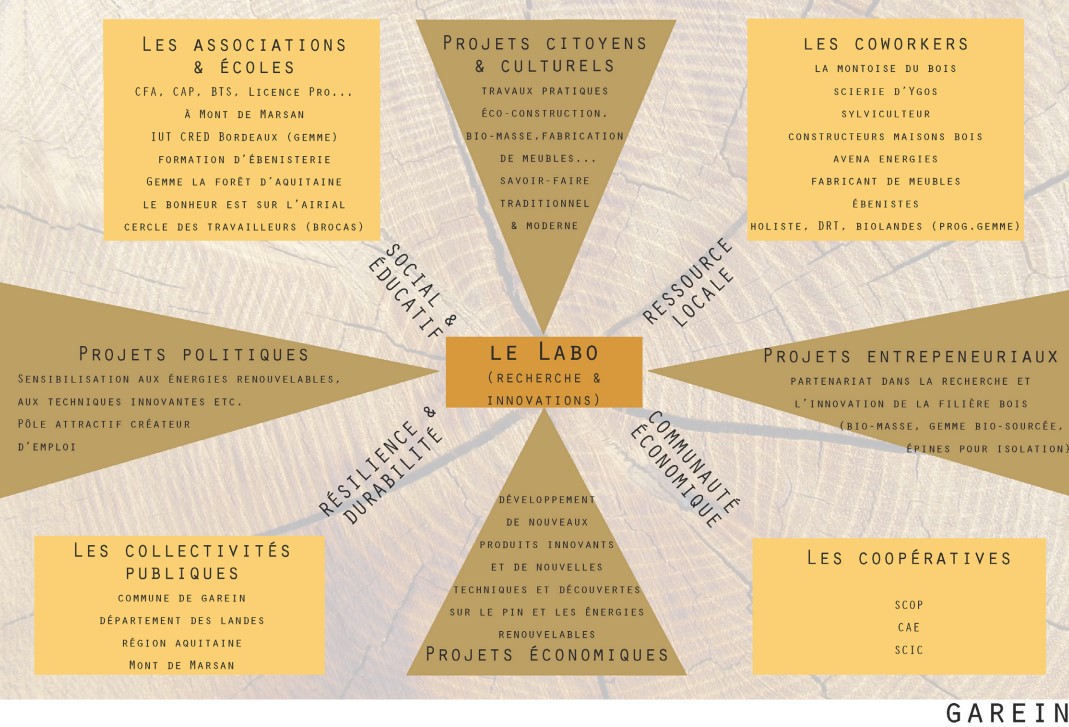 Les associations
& écoles
CFA, CAP, BTS, Licence Pro...
à Mont de Marsan
IUT CRED Bordeaux (gemme)
formation d'ébenisterie
Gemme la forêt d'Aquitaine
le bonheur est sur l'airial
cercle des travailleurs (brocas)
Projets citoyens
& culturels
travaux pratiques
éco-construction,
bio-masse,fabrication
de meubles...
savoir-faire
traditionnel
& moderne
les coworkers
la montoise du bois
scierie d'Ygos
sylviculteur
constructeurs maisons bois
avena energies
fabricant de meubles
ébenistes
holiste, DRT, biolandes (prog.gemme)
Social &
éducatif
Ressource
locale
Projets politiques
Sensibilisation aux énergies renouvelables,
aux techniques innovantes etc.
Pôle attractif créateur
d'emploi
le Labo
(recherche &
innovations)
Projets entrepeneuriaux
partenariat dans la recherche et
l'innovation de la filière bois
(bio-masse, gemme bio-sourcée,
épines pour isolation)
Résilience &
durabilité
Communauté
économique
développement
de nouveaux
produits innovants
et de nouvelles
techniques et découvertes
sur le pin et les énergies
renouvelables
Projets économiques
Les collectivités
publiques
commune de garein
département des landes
région aquitaine
Mont de Marsan
Les coopératives
SCOP
CAE
SCIC
GAREIN